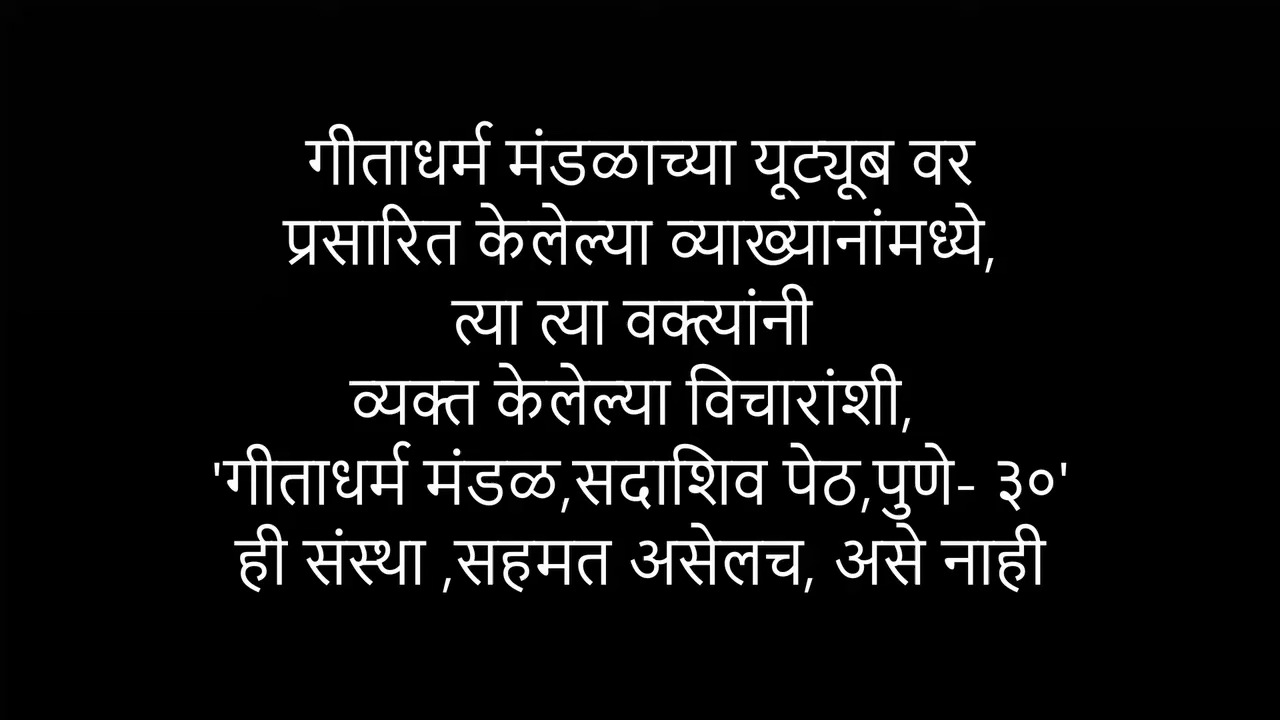 गीताधर्म मंडळाच्या यूट्यूब वर
प्रसारित केलेल्या व्याख्यानांमध्ये,
त्या त्या वक्त्यांनी
व्यक्त केलेल्या विचारांशी,
'गीताधर्म मंडळ,सदाशिव पेठ,पुणे- ३०'
ही संस्था ,सहमत असेलच, असे नाही